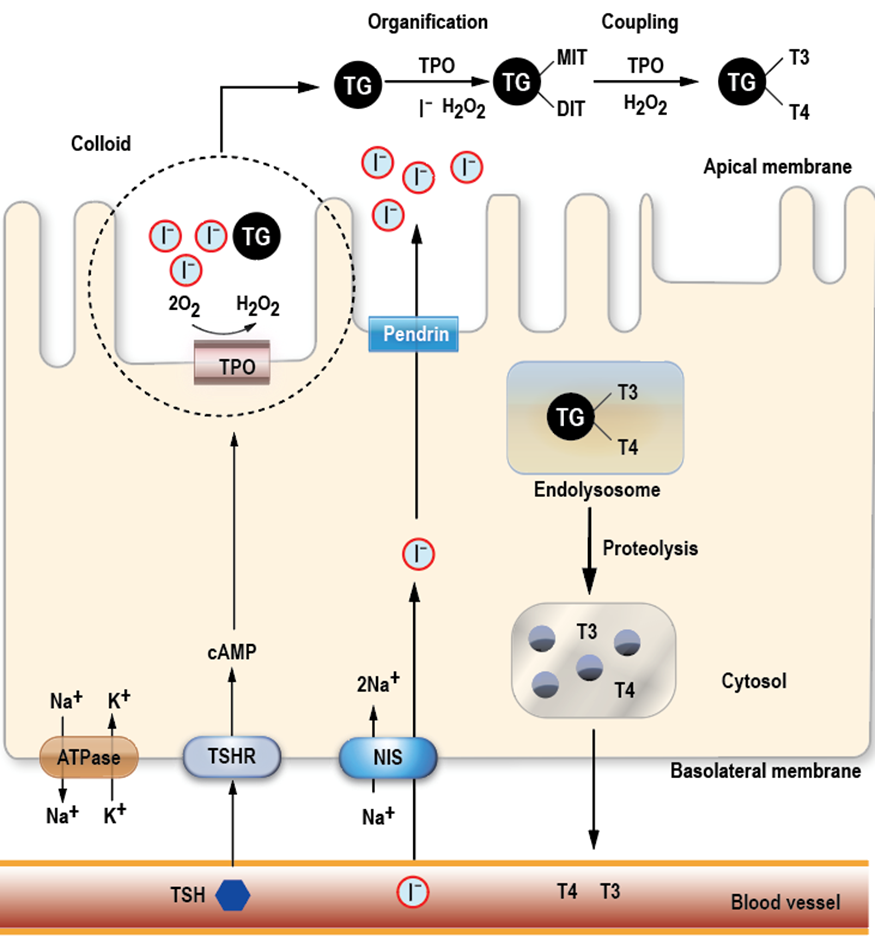 Organification
Coupling
TG
TPO
I⁻ H₂O₂
TG
MIT
DIT
TPO
H₂O₂
TG
T3
T4
Colloid
I⁻
I⁻
I⁻
I⁻
Apical membrane
I⁻
I⁻
I⁻
TG
2O₂
H₂O₂
TPO
Pendrin
TG
T3
T4
Endolysosome
I⁻
Proteolysis
cAMP
T3
T4
Cytosol
Na⁺
K⁺
2Na⁺
ATPase
TSHR
NIS
Basolateral membrane
Na⁺
K⁺
Na⁺
TSH
I⁻
T4 T3
Blood vessel